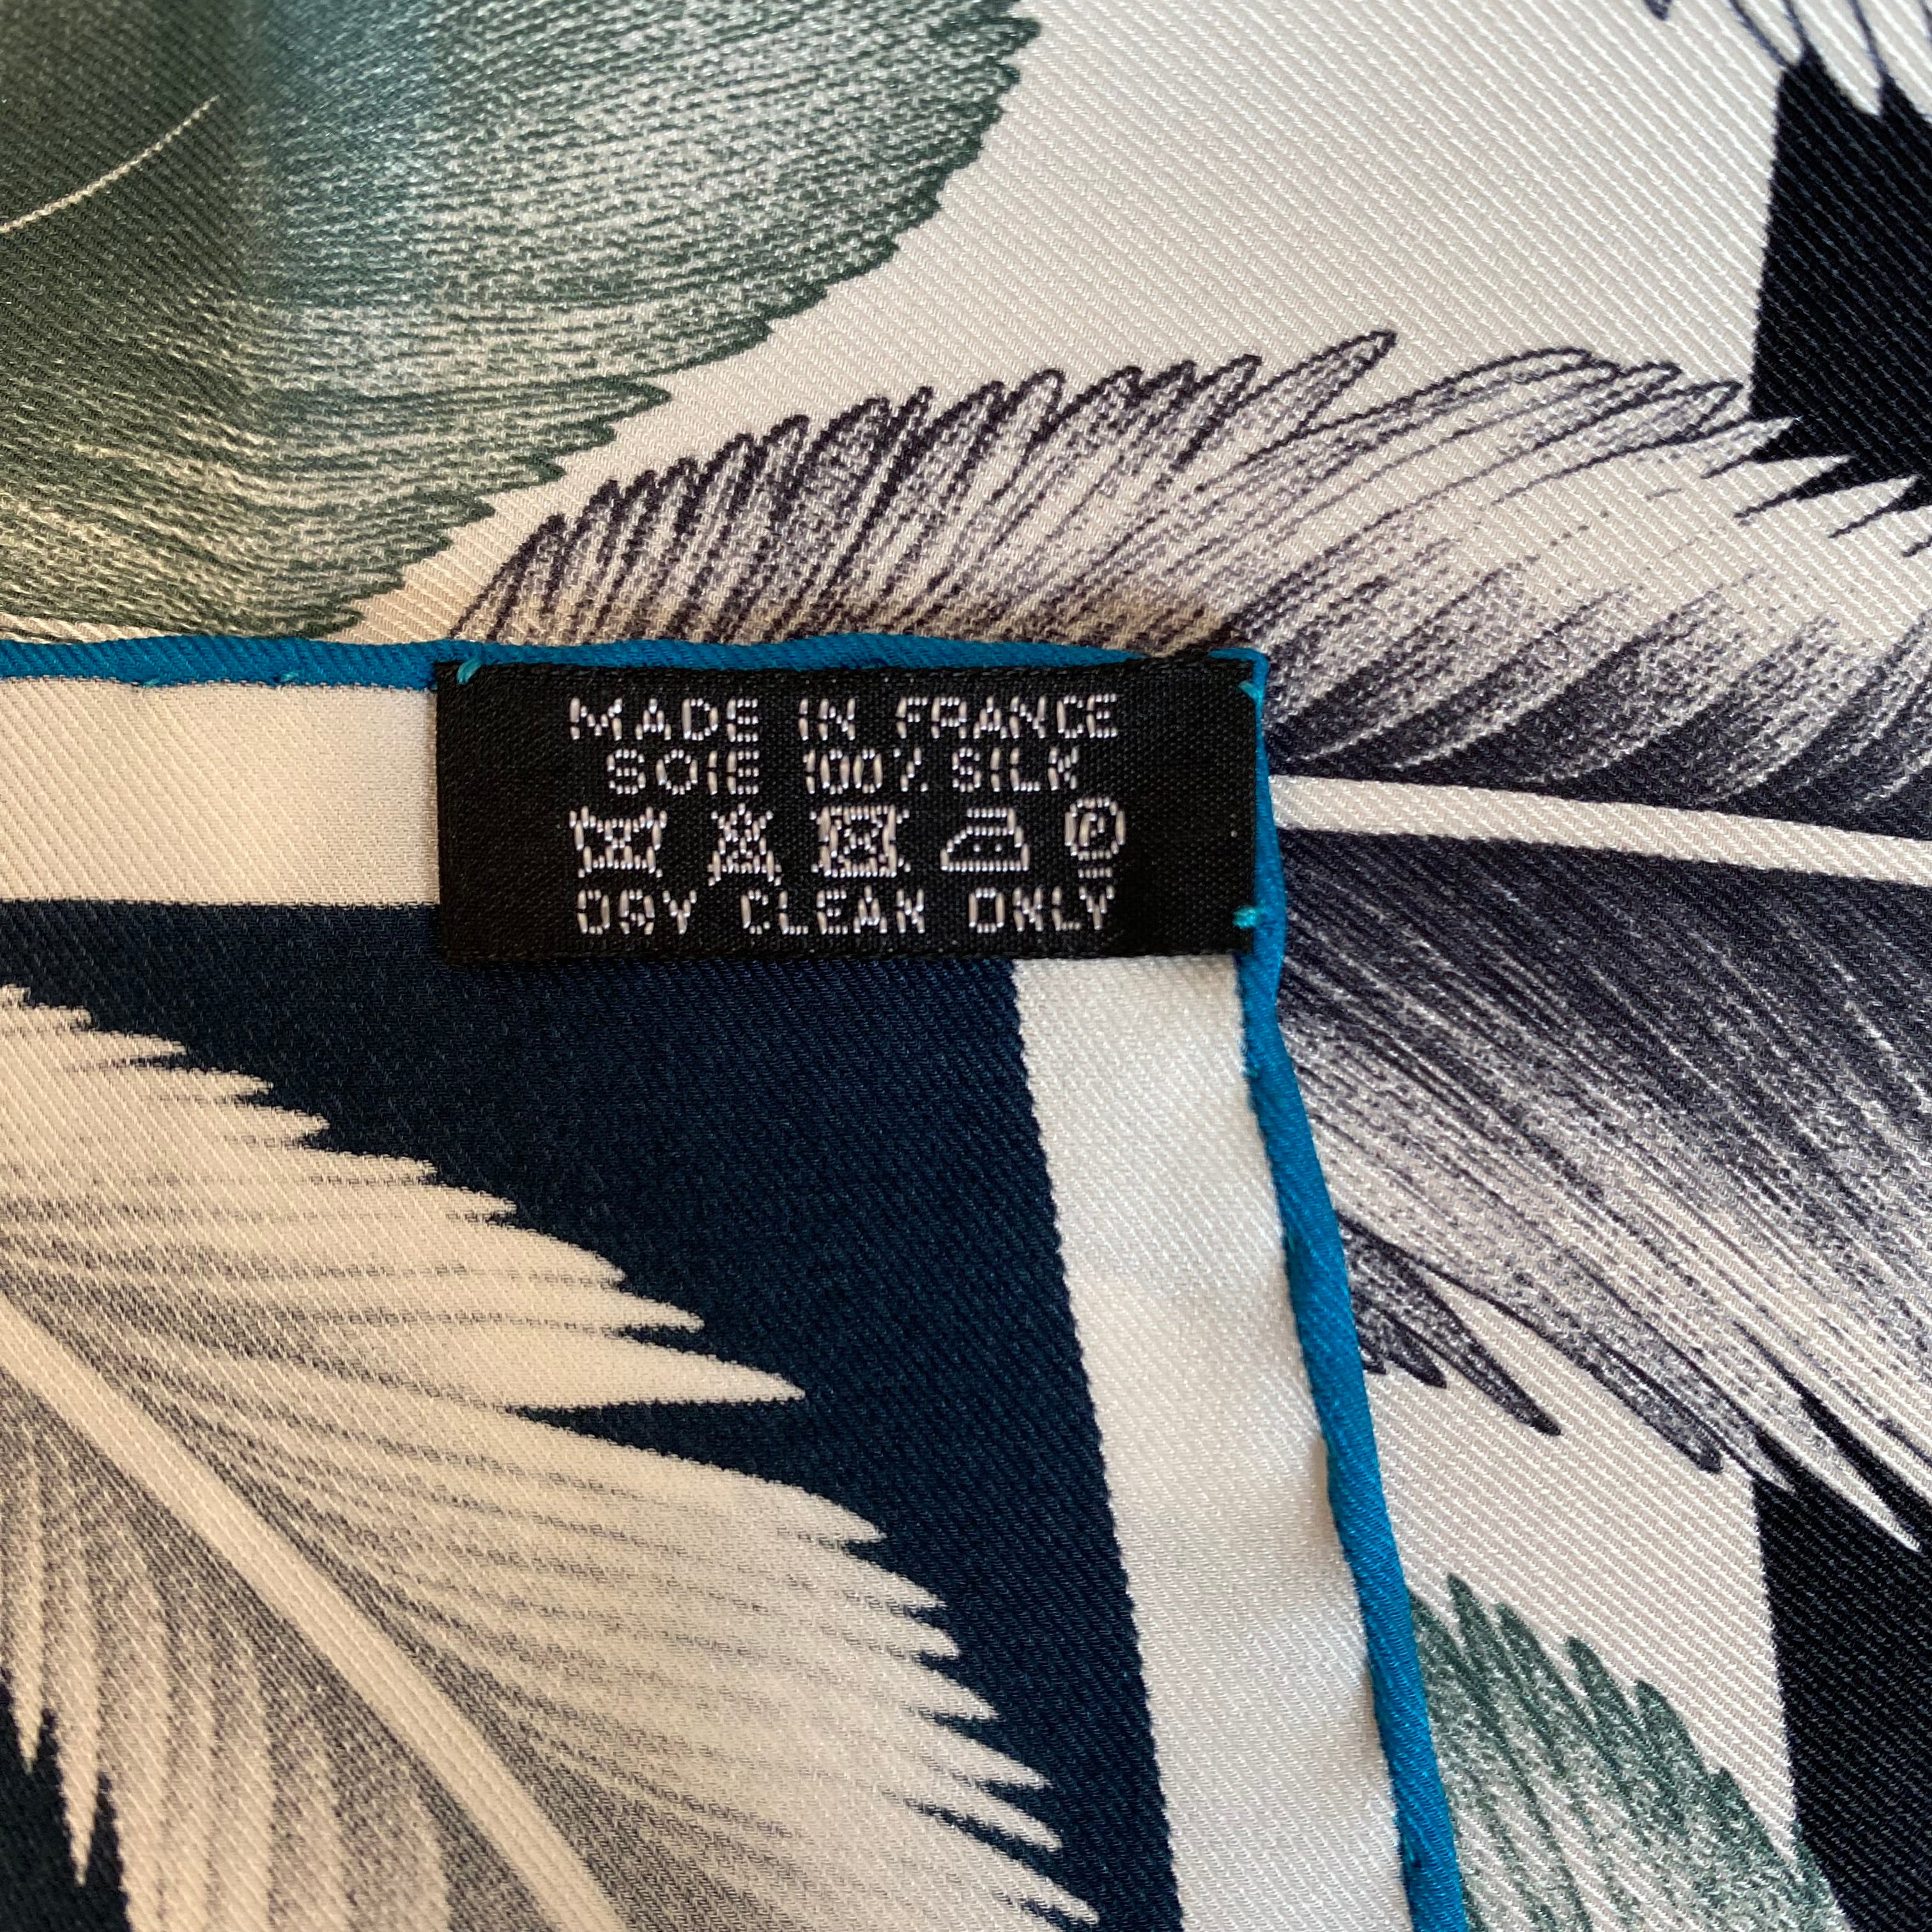 MADE IN FRANCE
SOIE 100% SILK
P
DRY CLEAN ONLY